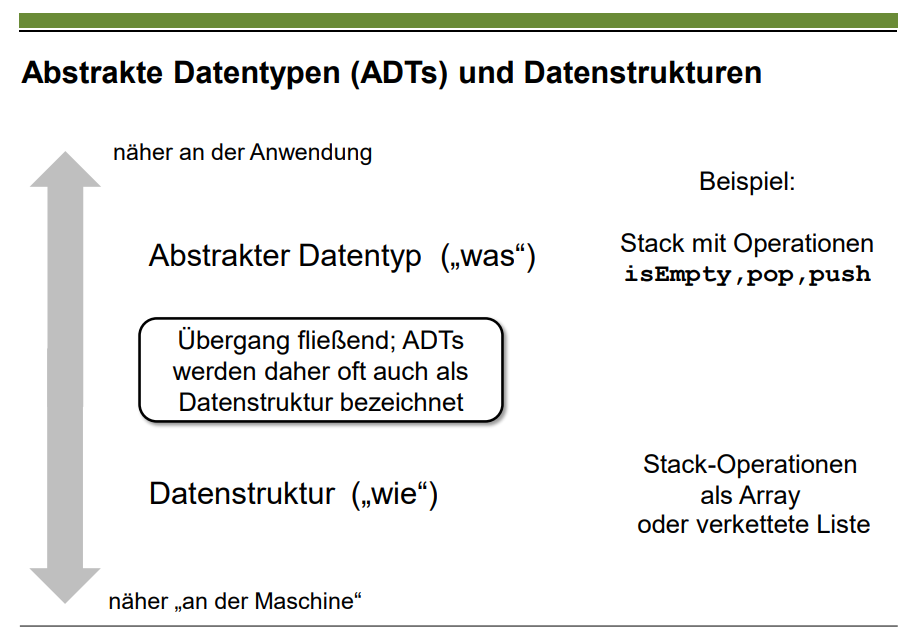 Abstrakte Datentypen (ADTs) und Datenstrukturen
näher an der Anwendung
Beispiel:
Abstrakter Datentyp („was“)
Stack mit Operationen
isEmpty,pop,push
Übergang fließend; ADTs
werden daher oft auch als
Datenstruktur bezeichnet
Datenstruktur („wie“)
Stack-Operationen
als Array
oder verkettete Liste
näher „an der Maschine“